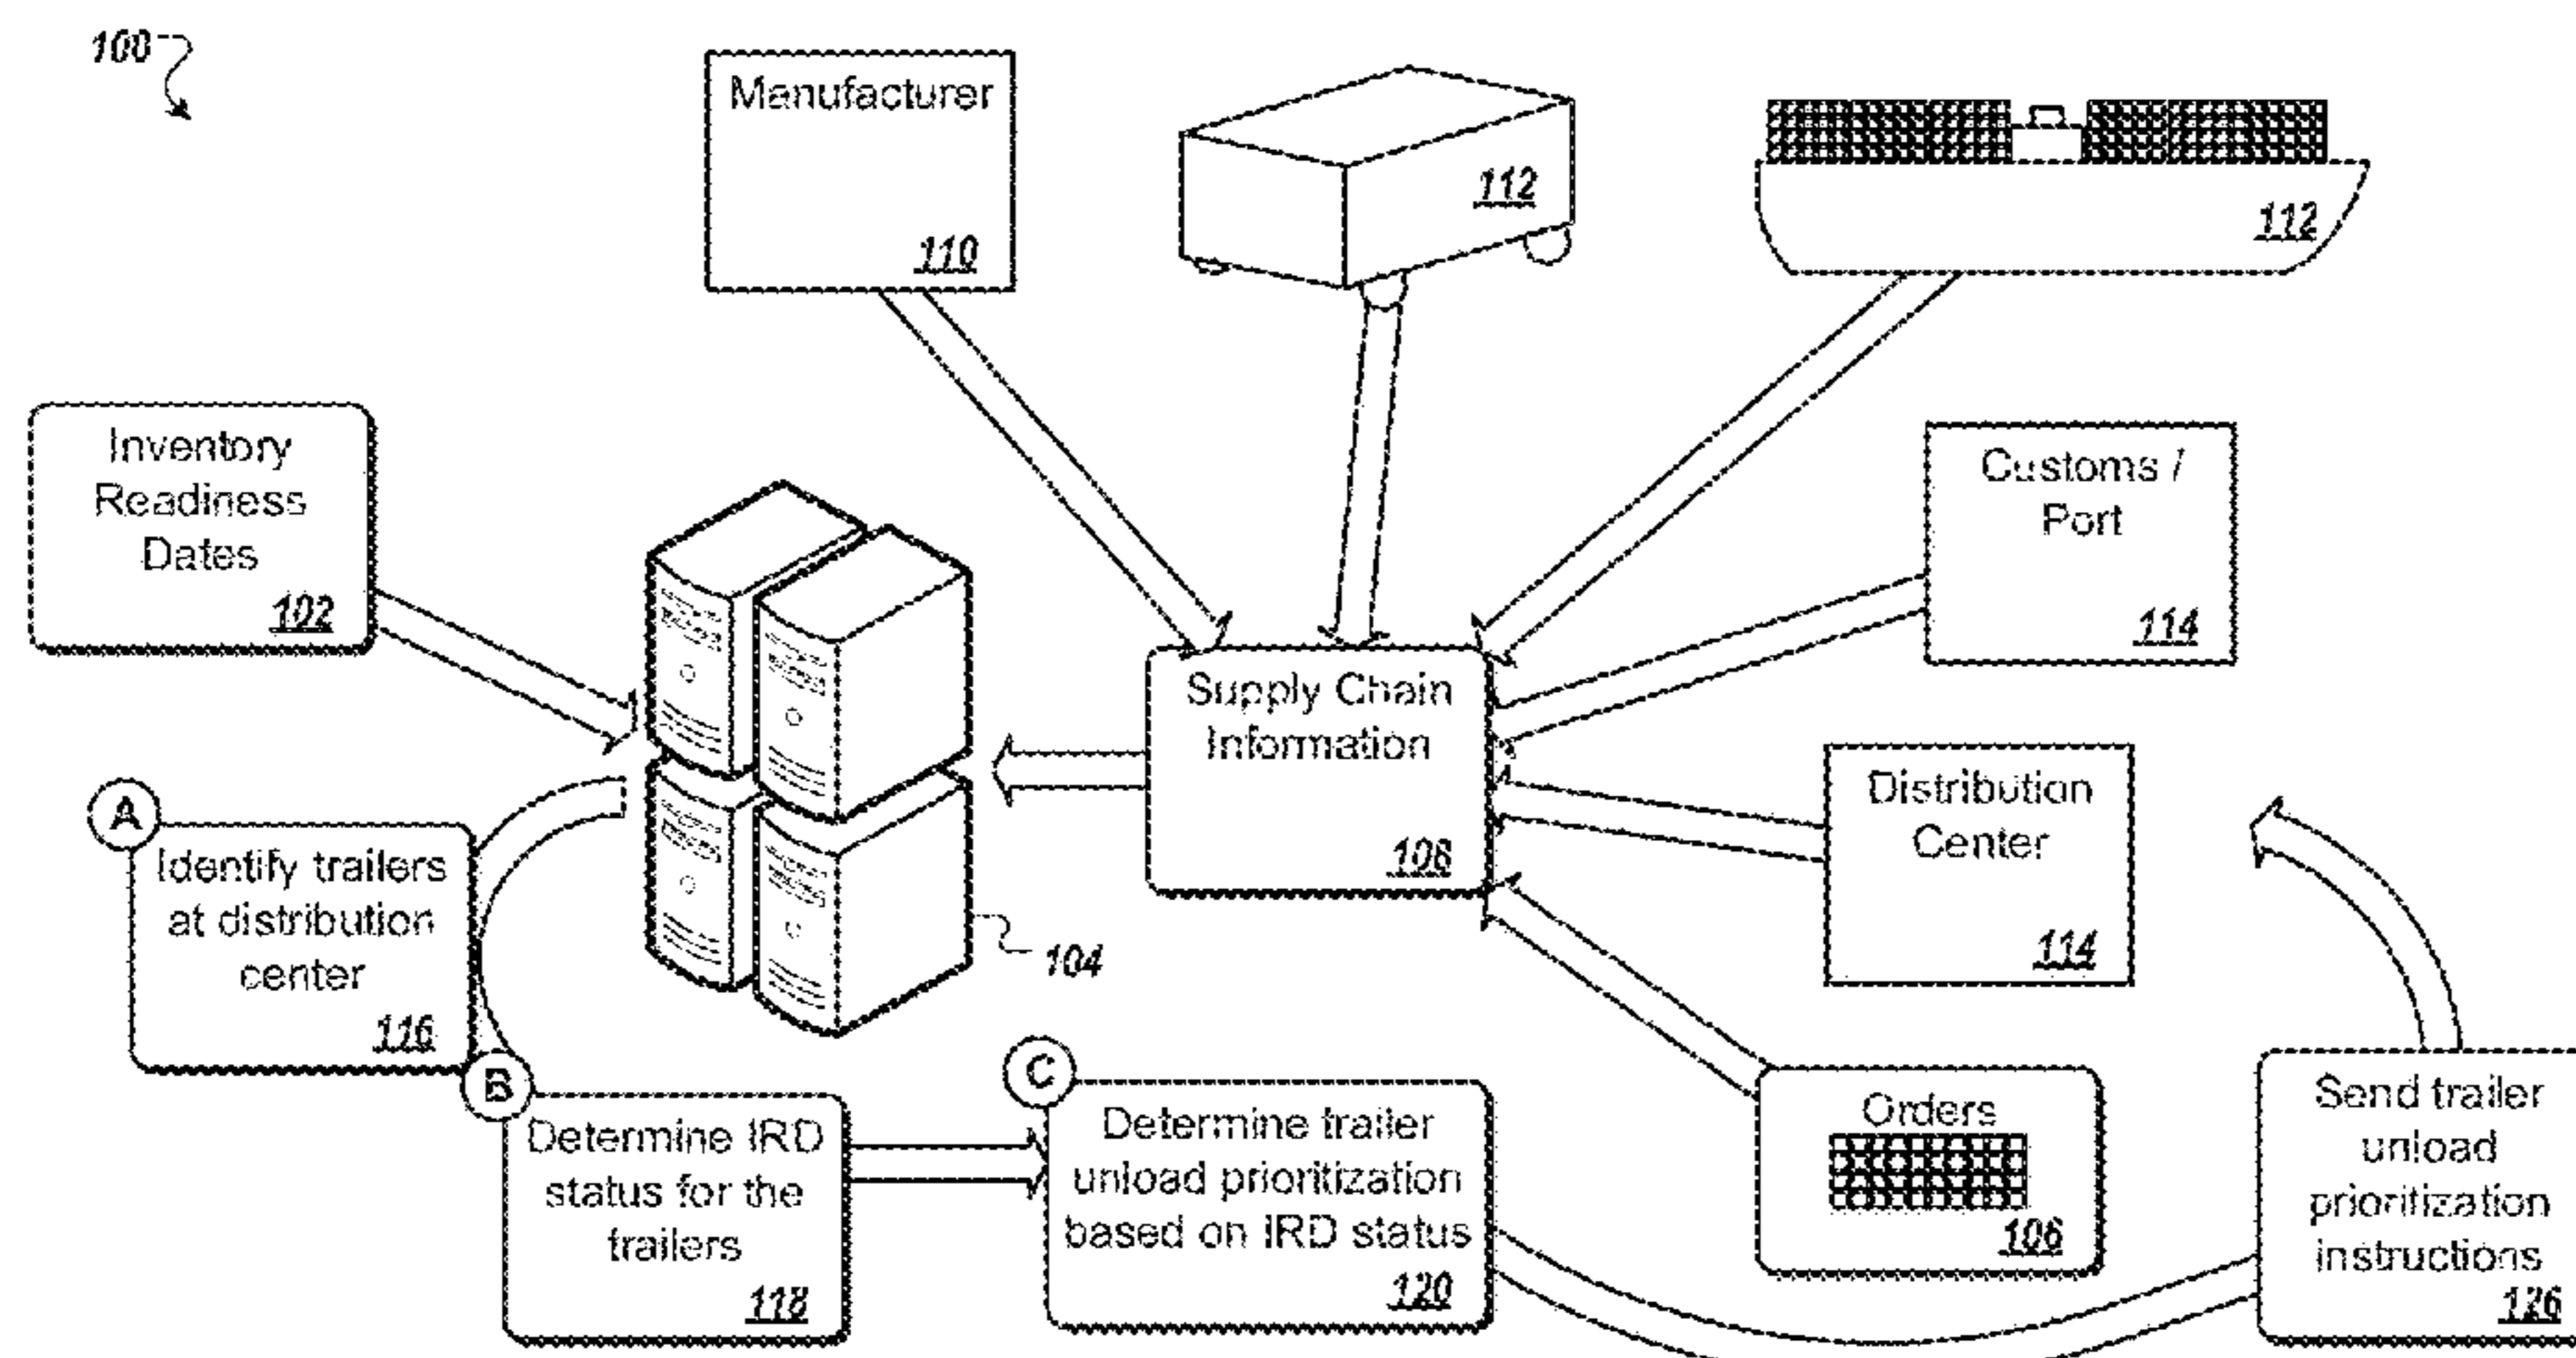 100
Manufacturer
110
112
112
Inventory
Readiness
Dates
102
Customs /
Port
114
Supply Chain
Information
108
Distribution
Center
114
104
A
Identify trailers
at distribution
center
116
B
Determine IRD
status for the
trailers
118
C
Determine trailer
unload prioritization
based on IRD status
120
Orders
106
Send trailer
unload
prioritization
instructions
126